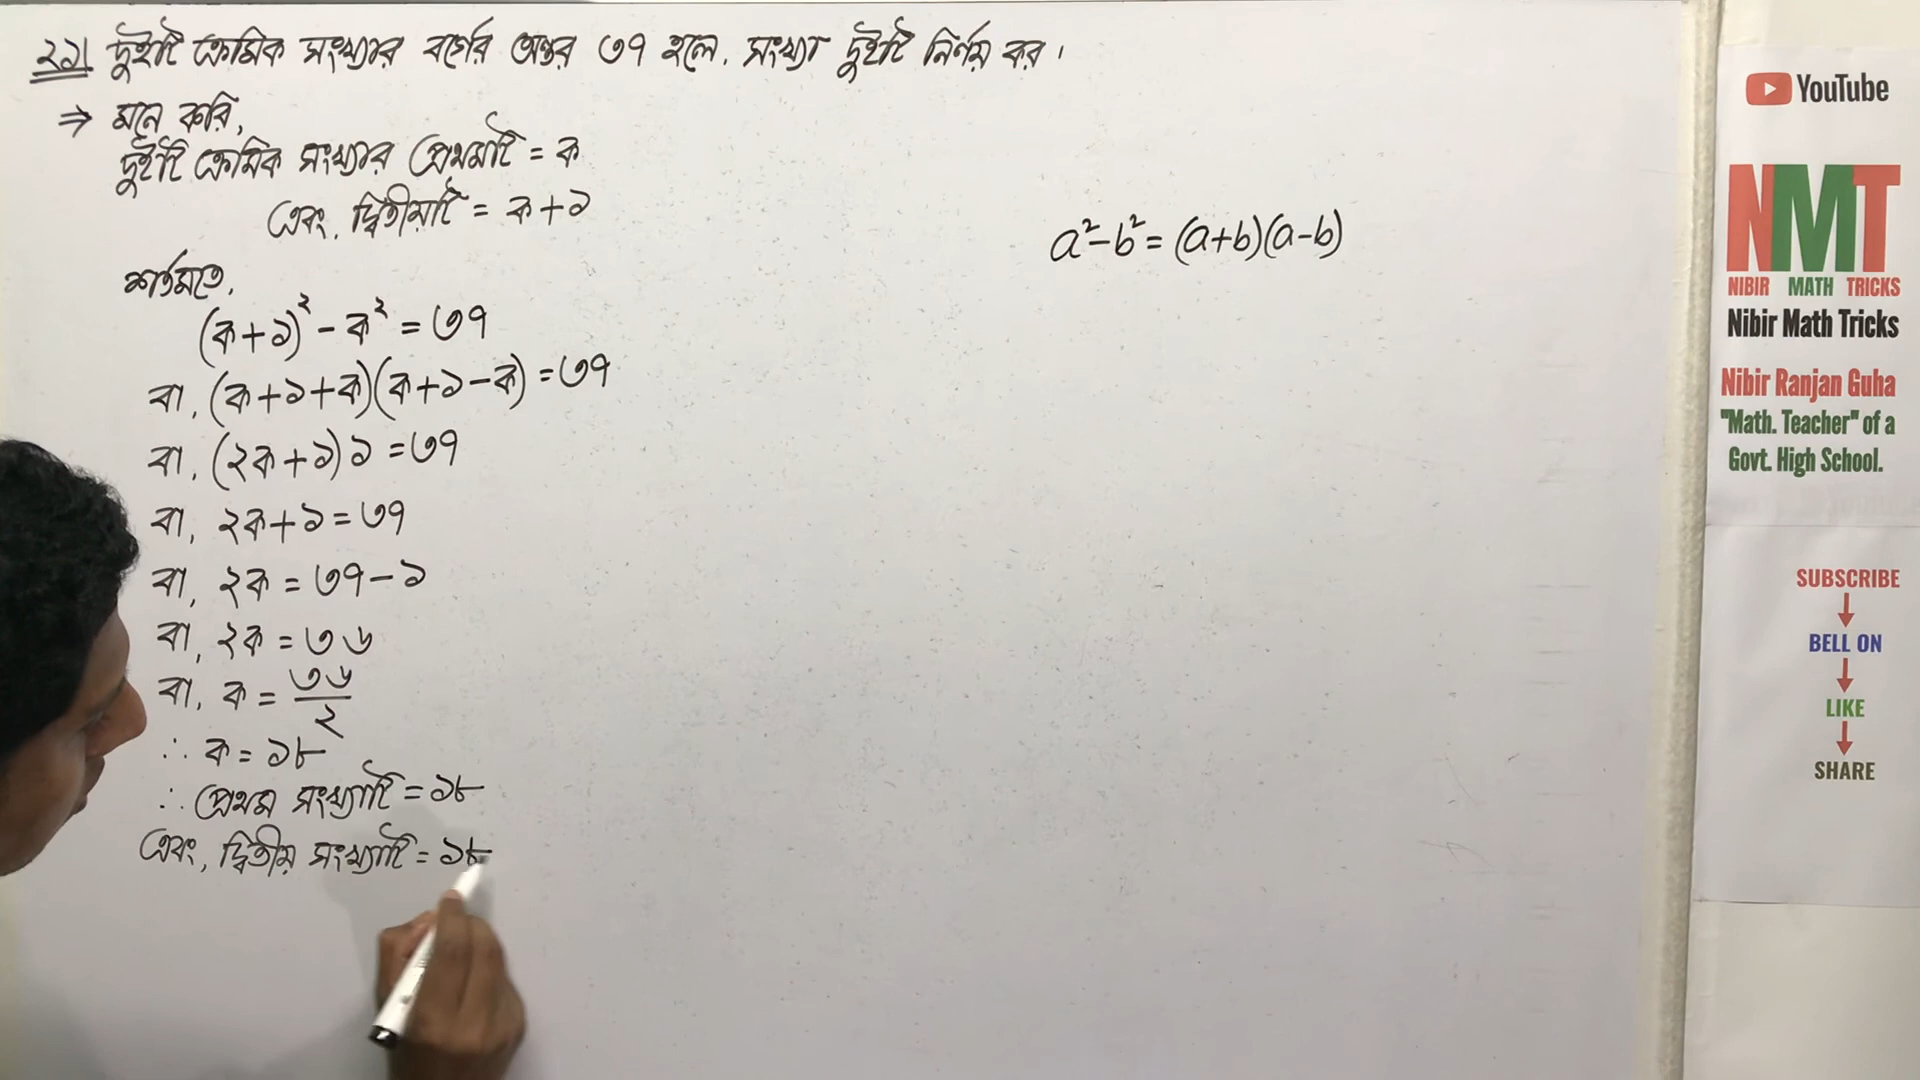 ২১। দুইটি ক্রমিক সংখ্যার বর্গের অন্তর ৩৭ হলে, সংখ্যা দুইটি নির্ণয় কর।
⇒ মনে করি,
দুইটি ক্রমিক সংখ্যার প্রথমটি = ক
এবং, দ্বিতীয়টি = ক+১
শর্তমতে,
(ক+১)² - ক² = ৩৭
বা, (ক+১+ক)(ক+১-ক) = ৩৭
বা, (২ক+১)১ = ৩৭
বা, ২ক+১ = ৩৭
বা, ২ক = ৩৭-১
বা, ২ক = ৩৬
বা, ক = ৩৬/২
∴ ক = ১৮
∴ প্রথম সংখ্যাটি = ১৮
এবং, দ্বিতীয় সংখ্যাটি = ১৮
a²-b² = (a+b)(a-b)
YouTube
NMT
NIBIR MATH TRICKS
Nibir Math Tricks
Nibir Ranjan Guha
"Math. Teacher" of a
Govt. High School.
SUBSCRIBE
BELL ON
LIKE
SHARE